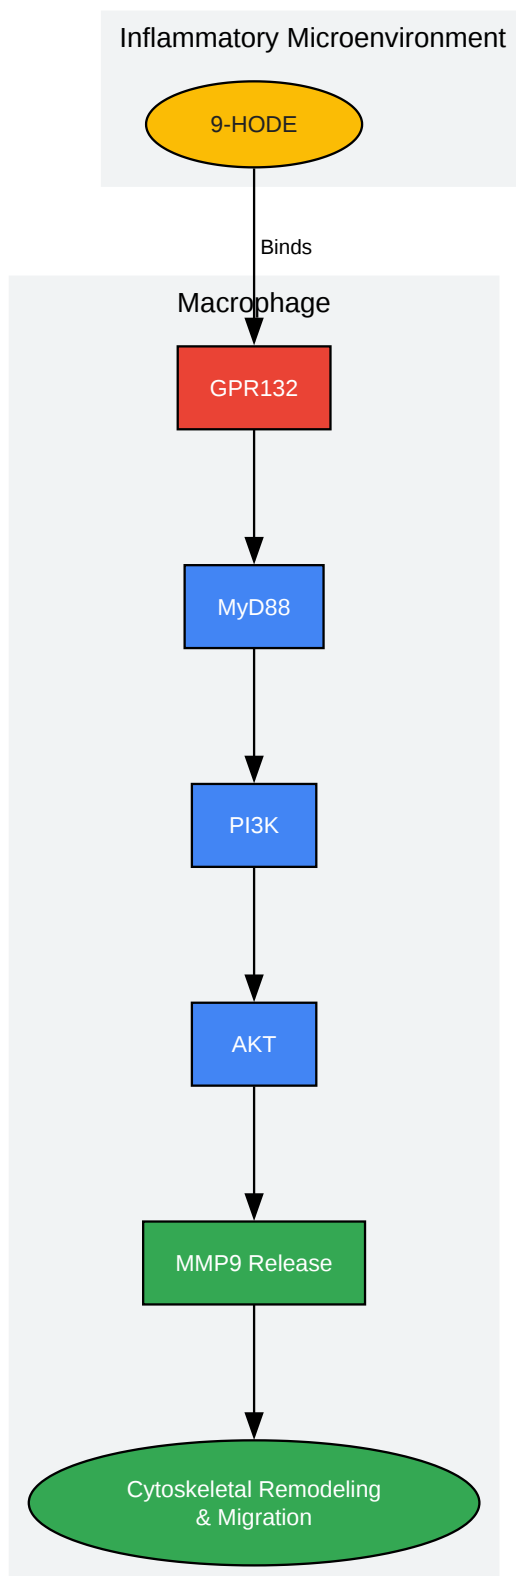 Inflammatory Microenvironment
9-HODE
Binds
Macrophage
GPR132
MyD88
PI3K
AKT
MMP9 Release
Cytoskeletal Remodeling
& Migration